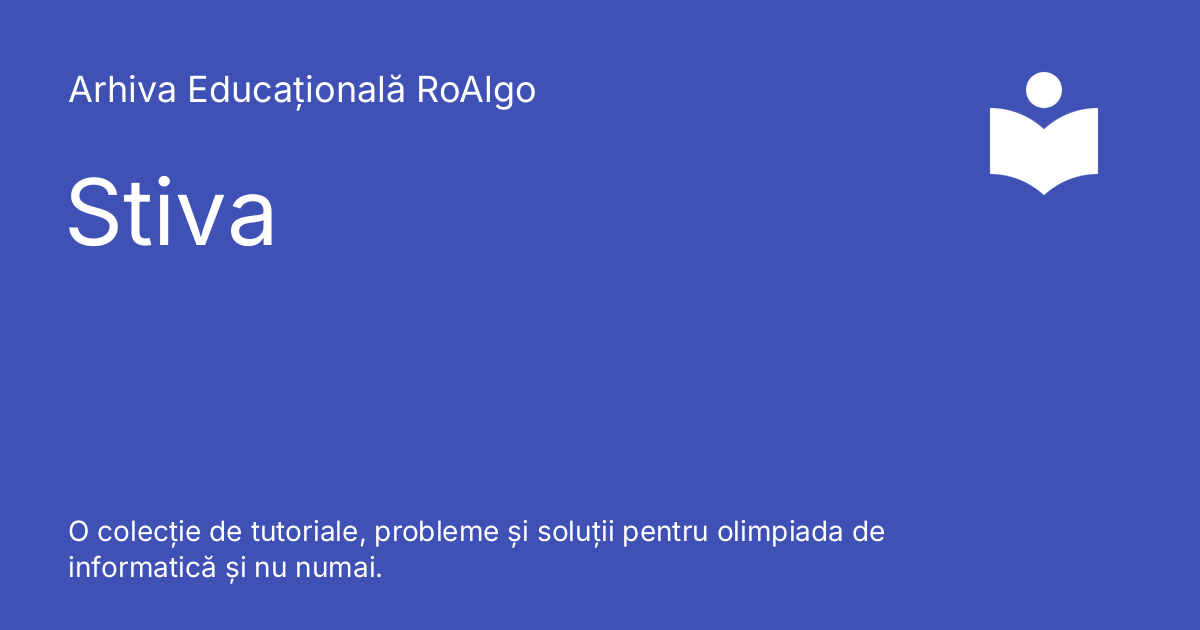 Arhiva Educațională RoAlgo
Stiva
O colecție de tutoriale, probleme și soluții pentru olimpiada de
informatică și nu numai.